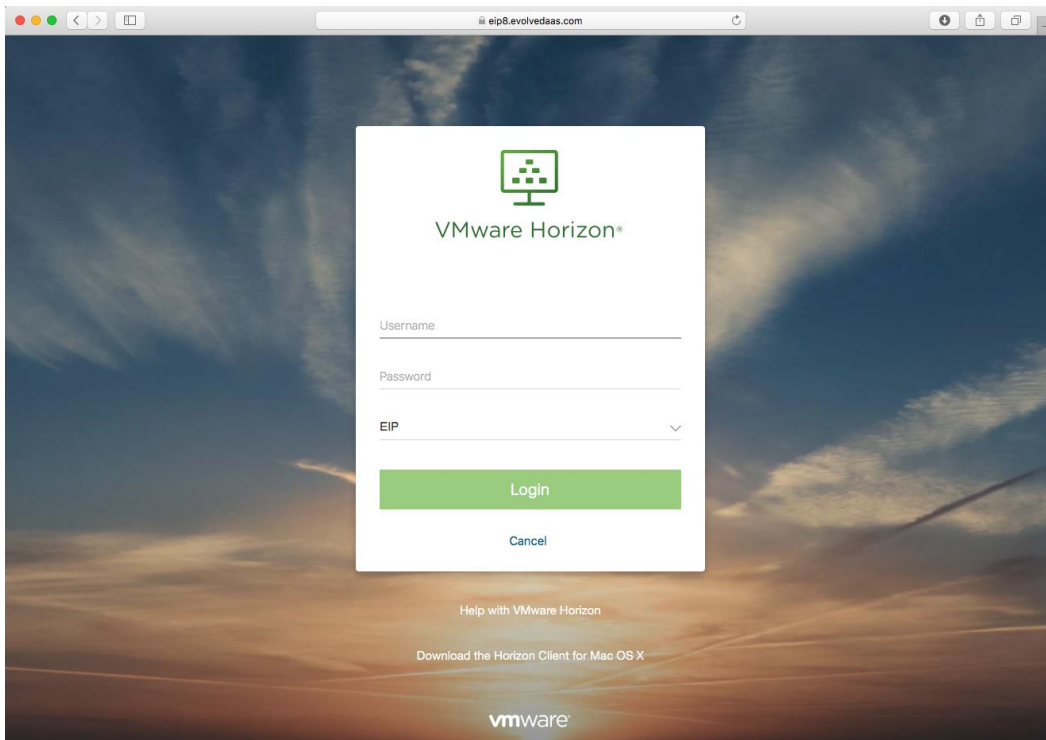 eip8.evolvedaas.com
VMware Horizon®
Username
Password
EIP
Login
Cancel
Help with VMware Horizon
Download the Horizon Client for Mac OS X
vmware®